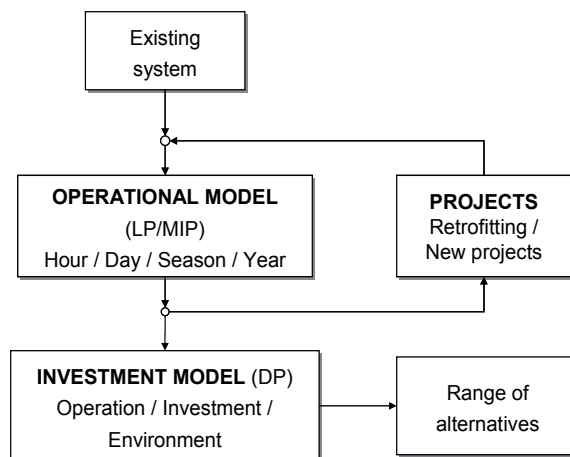 Existing
system
OPERATIONAL MODEL
(LP/MIP)
Hour / Day / Season / Year
PROJECTS
Retrofitting /
New projects
INVESTMENT MODEL (DP)
Operation / Investment /
Environment
Range of
alternatives